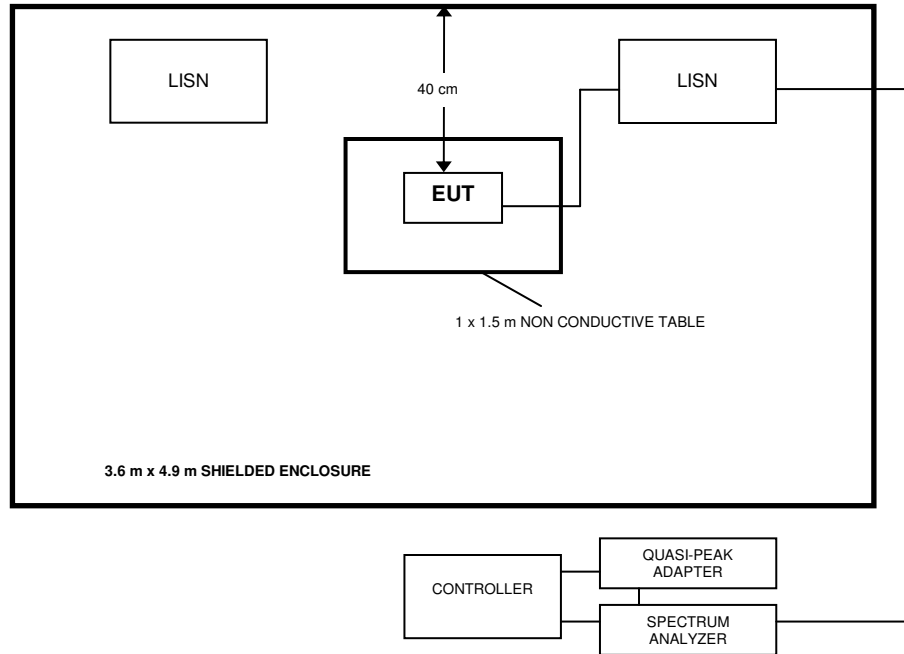 LISN
40 cm
LISN
EUT
1 x 1.5 m NON CONDUCTIVE TABLE
3.6 m x 4.9 m SHIELDED ENCLOSURE
CONTROLLER
QUASI-PEAK
ADAPTER
SPECTRUM
ANALYZER